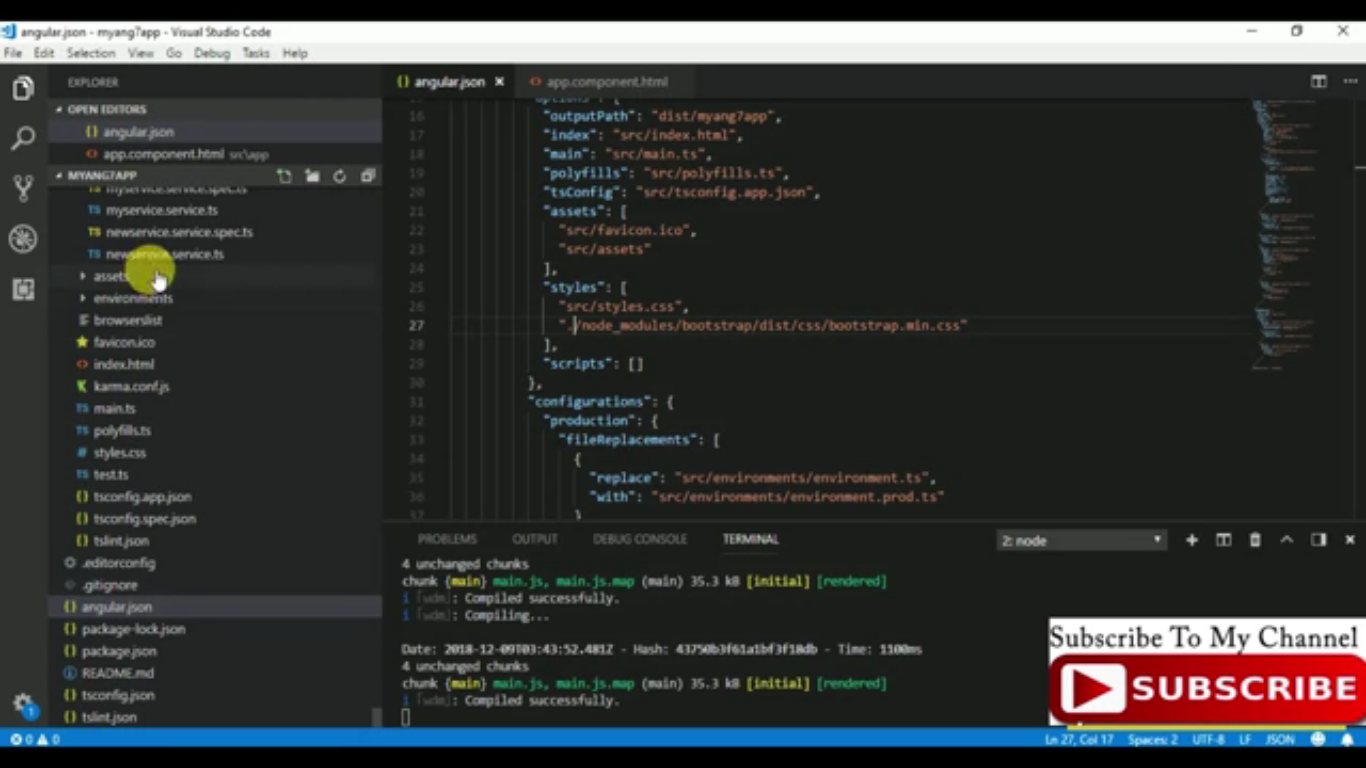 angular.json - myang7app - Visual Studio Code
File Edit Selection View Go Debug Tasks Help
EXPLORER
OPEN EDITORS
{} angular.json
<> app.component.html src\app
MYANG7APP
TS myservice.service.spec.ts
TS myservice.service.ts
TS newservice.service.spec.ts
TS newservice.service.ts
assets
environments
browserslist
favicon.ico
<> index.html
karma.conf.js
TS main.ts
TS polyfills.ts
# styles.css
TS test.ts
{} tsconfig.app.json
{} tsconfig.spec.json
{} tslint.json
.editorconfig
.gitignore
{} angular.json
{} package-lock.json
{} package.json
README.md
{} tsconfig.json
{} tslint.json
{} angular.json ×
<> app.component.html
"options": {
16 "outputPath": "dist/myang7app",
17 "index": "src/index.html",
18 "main": "src/main.ts",
19 "polyfills": "src/polyfills.ts",
20 "tsConfig": "src/tsconfig.app.json",
21 "assets": [
22 "src/favicon.ico",
23 "src/assets"
24 ],
25 "styles": [
26 "src/styles.css",
27 "./node_modules/bootstrap/dist/css/bootstrap.min.css"
28 ],
29 "scripts": []
30 },
31 "configurations": {
32 "production": {
33 "fileReplacements": [
34 {
35 "replace": "src/environments/environment.ts",
36 "with": "src/environments/environment.prod.ts"
37 }
PROBLEMS OUTPUT DEBUG CONSOLE TERMINAL 2: node
4 unchanged chunks
chunk {main} main.js, main.js.map (main) 35.3 kB [initial] [rendered]
i ｢wdm｣: Compiled successfully.
i ｢wdm｣: Compiling...
Date: 2018-12-09T03:43:52.481Z - Hash: 43750b3f61a1bf3f18db - Time: 1100ms
4 unchanged chunks
chunk {main} main.js, main.js.map (main) 35.3 kB [initial] [rendered]
i ｢wdm｣: Compiled successfully.
Subscribe To My Channel
SUBSCRIBE
1
0 0 Ln 27, Col 17 Spaces: 2 UTF-8 LF JSON